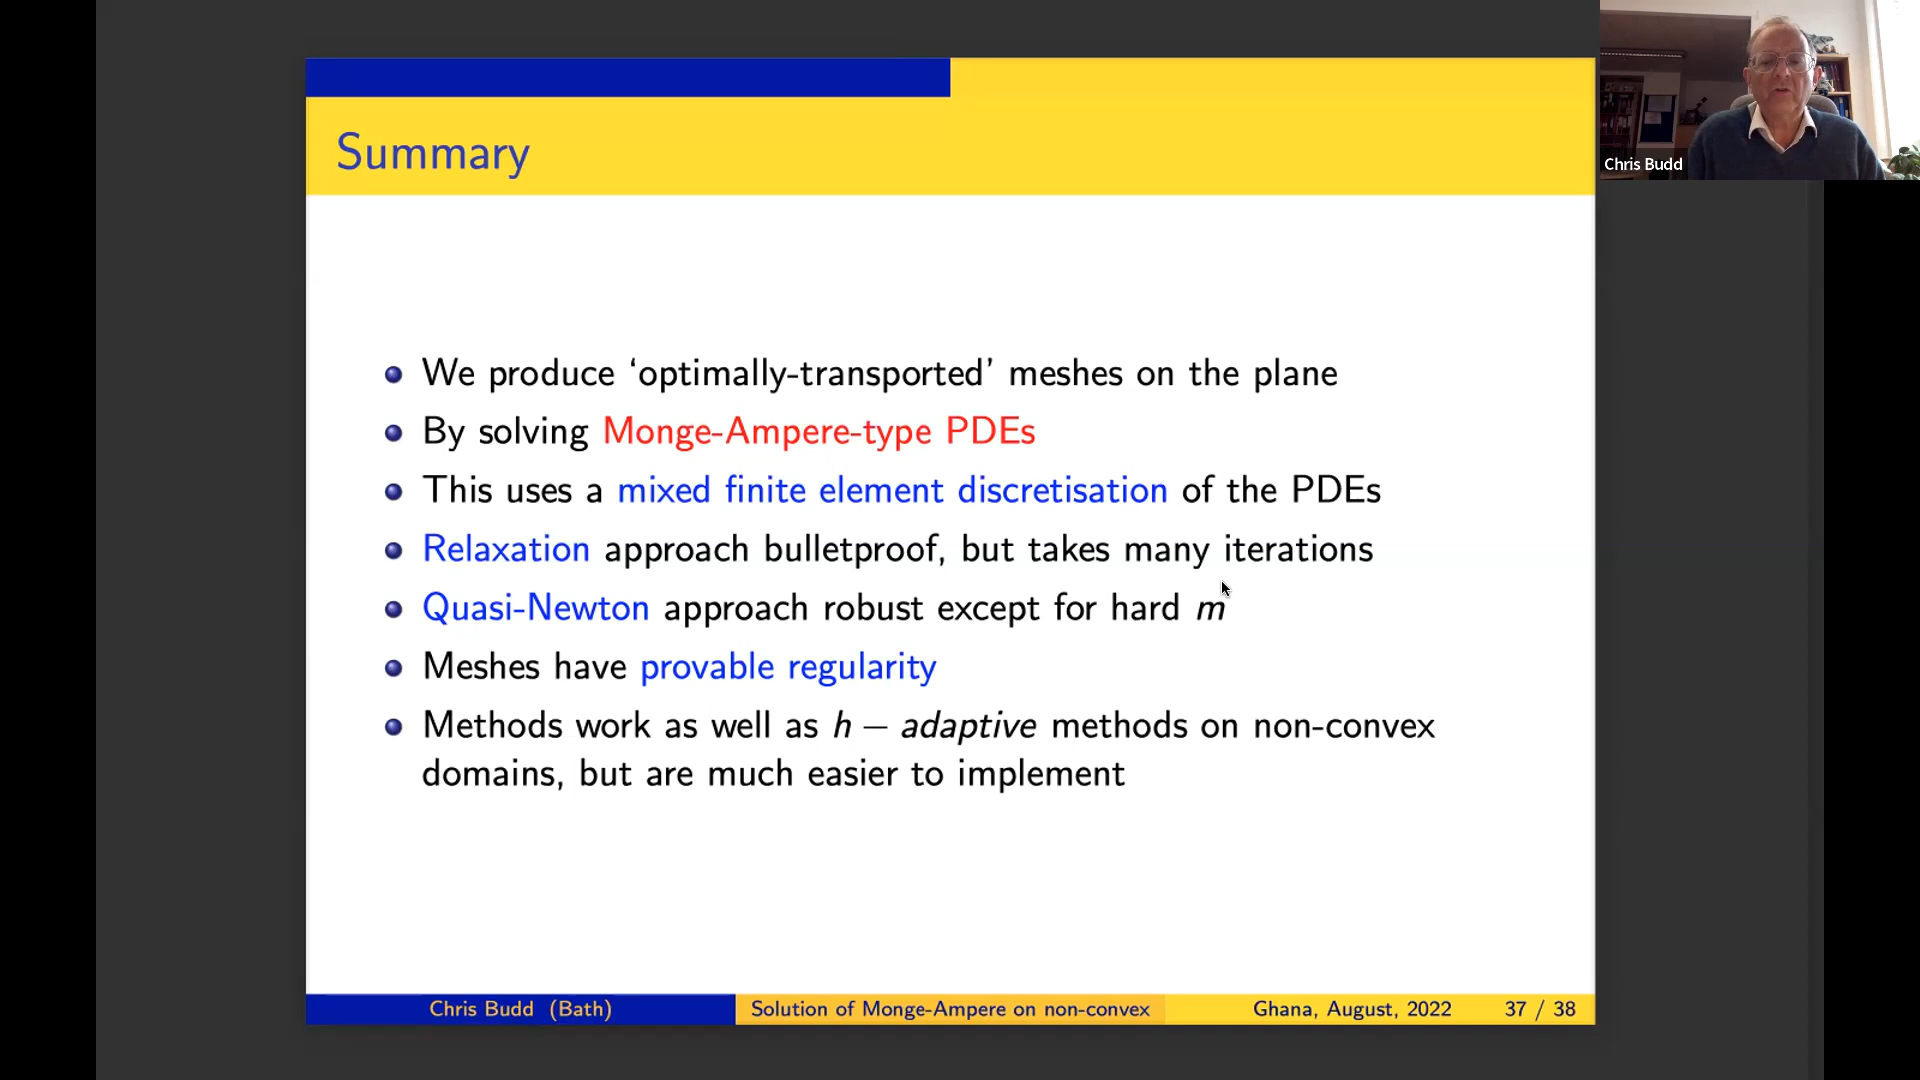 Summary
We produce ‘optimally-transported’ meshes on the plane
By solving Monge-Ampere-type PDEs
This uses a mixed finite element discretisation of the PDEs
Relaxation approach bulletproof, but takes many iterations
Quasi-Newton approach robust except for hard m
Meshes have provable regularity
Methods work as well as h − adaptive methods on non-convex
domains, but are much easier to implement
Chris Budd (Bath) Solution of Monge-Ampere on non-convex Ghana, August, 2022 37 / 38
Chris Budd